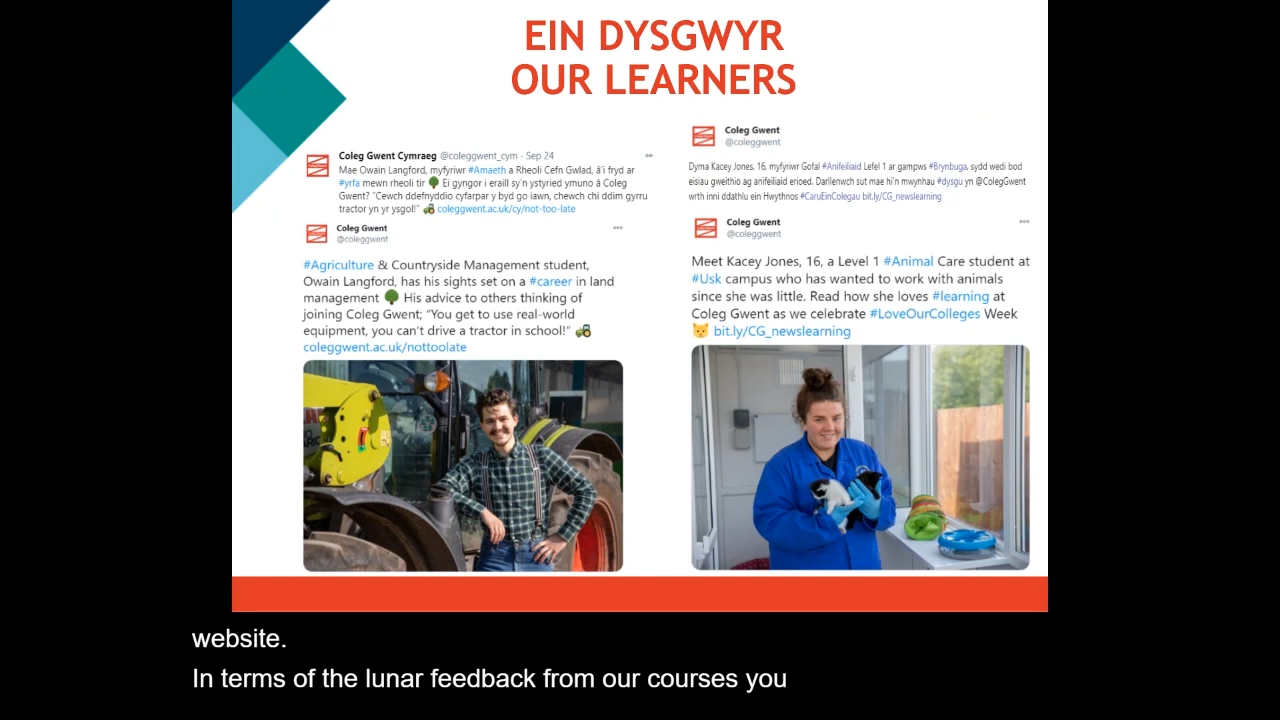 EIN DYSGWYR
OUR LEARNERS
Coleg Gwent Cymraeg @coleggwent_cym - Sep 24
Mae Owain Langford, myfyriwr #Amaeth a Rheoli Cefn Gwlad, â'i fryd ar
#yrfa mewn rheoli tir 🌳 Ei gyngor i eraill sy'n ystyried ymuno â Coleg
Gwent? "Cewch ddefnyddio cyfarpar y byd go iawn, chewch chi ddim gyrru
tractor yn yr ysgol!" 🚜 coleggwent.ac.uk/cy/not-too-late
Coleg Gwent
@coleggwent
#Agriculture & Countryside Management student,
Owain Langford, has his sights set on a #career in land
management 🌳 His advice to others thinking of
joining Coleg Gwent; "You get to use real-world
equipment, you can't drive a tractor in school!" 🚜
coleggwent.ac.uk/nottoolate
Coleg Gwent
@coleggwent
Dyma Kacey Jones, 16, myfyriwr Gofal #Anifeiliaid Lefel 1 ar gampws #Brynbuga, sydd wedi bod
eisiau gweithio ag anifeiliaid erioed. Darllenwch sut mae hi'n mwynhau #dysgu yn @ColegGwent
wrth inni ddathlu ein Hwythnos #CaruEinColegau bit.ly/CG_newslearning
Coleg Gwent
@coleggwent
Meet Kacey Jones, 16, a Level 1 #Animal Care student at
#Usk campus who has wanted to work with animals
since she was little. Read how she loves #learning at
Coleg Gwent as we celebrate #LoveOurColleges Week
🐱 bit.ly/CG_newslearning
website.
In terms of the lunar feedback from our courses you